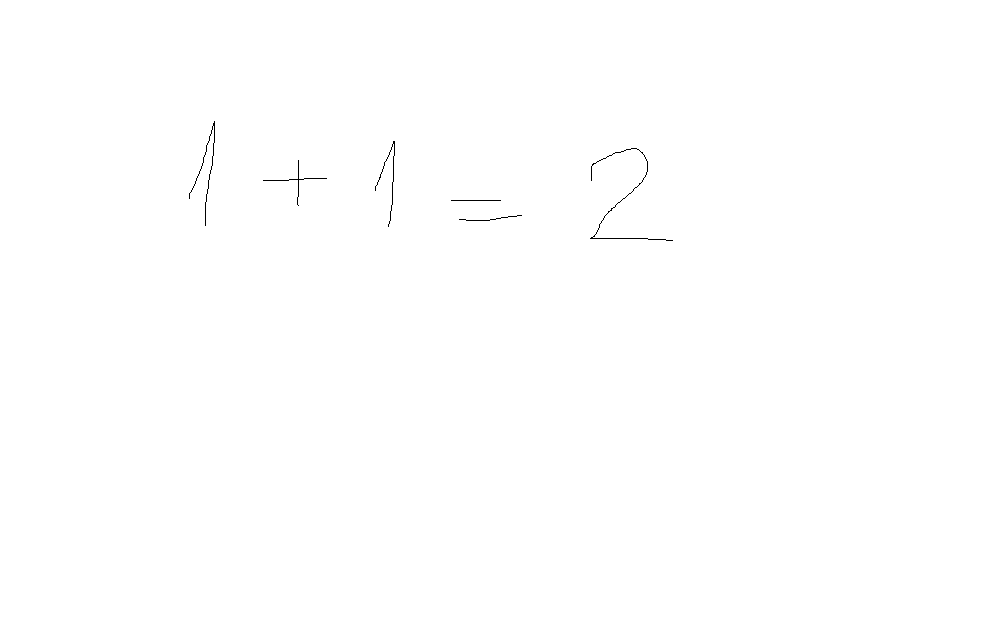 1 + 1 = 2